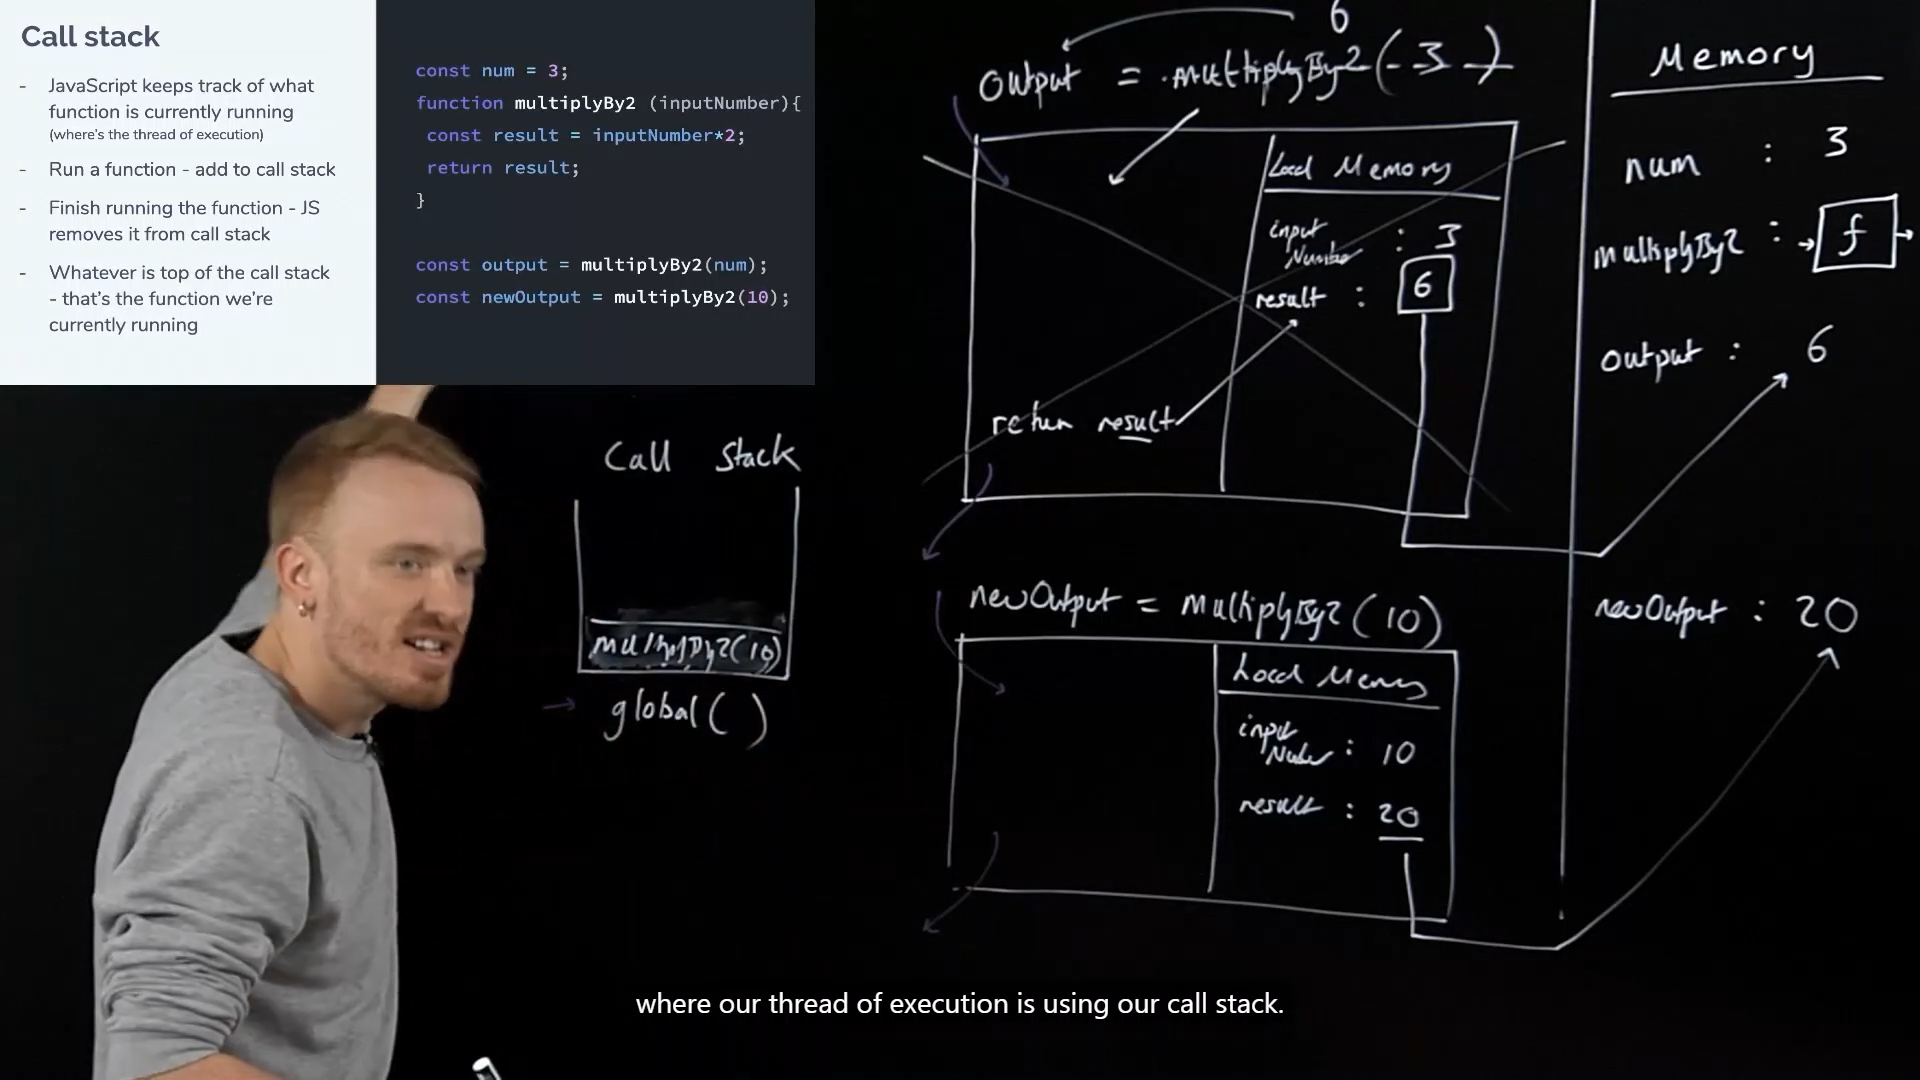 Call stack
- JavaScript keeps track of what
function is currently running
(where's the thread of execution)
- Run a function - add to call stack
- Finish running the function - JS
removes it from call stack
- Whatever is top of the call stack
- that's the function we're
currently running
const num = 3;
function multiplyBy2 (inputNumber){
const result = inputNumber*2;
return result;
}
const output = multiplyBy2(num);
const newOutput = multiplyBy2(10);
6
output = multiplyBy2(3)
Local Memory
input
Number : 3
result : 6
return result
Memory
num : 3
multiplyBy2 : f
output : 6
newOutput : 20
Call Stack
multiplyBy2(10)
global()
newOutput = multiplyBy2(10)
Local Memory
input
Number : 10
result : 20
where our thread of execution is using our call stack.